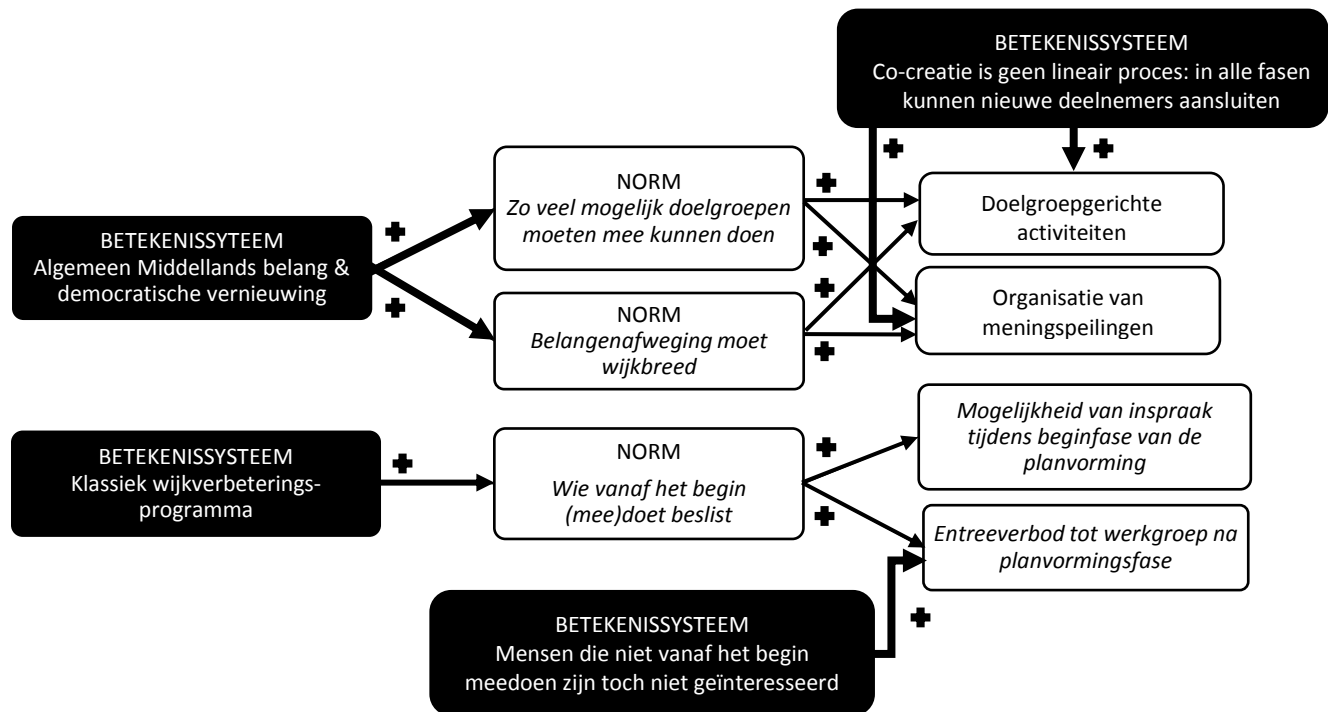 BETEKENISSYSTEEM
Co-creatie is geen lineair proces: in alle fasen
kunnen nieuwe deelnemers aansluiten
NORM
Zo veel mogelijk doelgroepen
moeten mee kunnen doen
Doelgroepgerichte
activiteiten
BETEKENISSYTEEM
Algemeen Middellands belang &
democratische vernieuwing
NORM
Belangenafweging moet
wijkbreed
Organisatie van
meningspeilingen
BETEKENISSYSTEEM
Klassiek wijkverbeterings-
programma
NORM
Wie vanaf het begin
(mee)doet beslist
Mogelijkheid van inspraak
tijdens beginfase van de
planvorming
Entreeverbod tot werkgroep na
planvormingsfase
BETEKENISSYSTEEM
Mensen die niet vanaf het begin
meedoen zijn toch niet geïnteresseerd